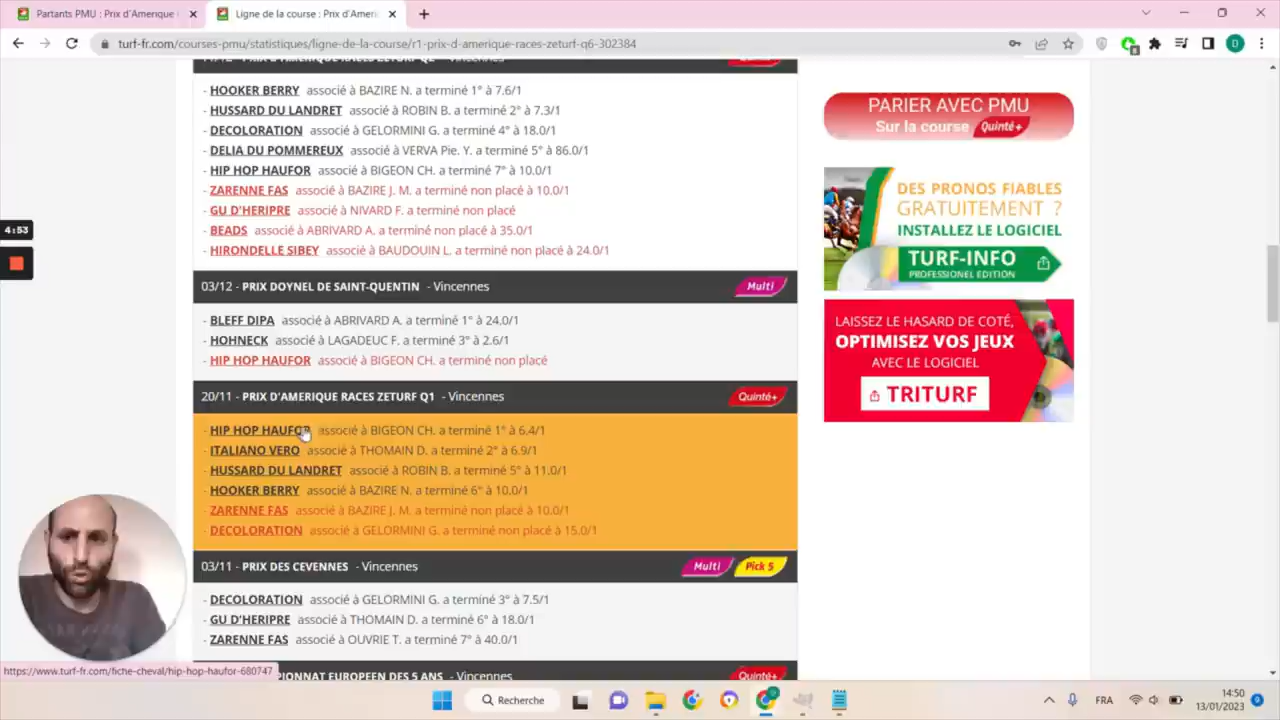 Partants PMU : Prix d'Amerique
Ligne de la course : Prix d'Ameri
turf-fr.com/courses-pmu/statistiques/ligne-de-la-course/r1-prix-d-amerique-races-zeturf-q6-302384
- HOOKER BERRY associé à BAZIRE N. a terminé 1° à 7.6/1
- HUSSARD DU LANDRET associé à ROBIN B. a terminé 2° à 7.3/1
- DECOLORATION associé à GELORMINI G. a terminé 4° à 18.0/1
- DELIA DU POMMEREUX associé à VERVA Pie. Y. a terminé 5° à 86.0/1
- HIP HOP HAUFOR associé à BIGEON CH. a terminé 7° à 10.0/1
- ZARENNE FAS associé à BAZIRE J. M. a terminé non placé à 10.0/1
- GU D'HERIPRE associé à NIVARD F. a terminé non placé
- BEADS associé à ABRIVARD A. a terminé non placé à 35.0/1
- HIRONDELLE SIBEY associé à BAUDOUIN L. a terminé non placé à 24.0/1
03/12 - PRIX DOYNEL DE SAINT-QUENTIN - Vincennes Multi
- BLEFF DIPA associé à ABRIVARD A. a terminé 1° à 24.0/1
- HOHNECK associé à LAGADEUC F. a terminé 3° à 2.6/1
- HIP HOP HAUFOR associé à BIGEON CH. a terminé non placé
20/11 - PRIX D'AMERIQUE RACES ZETURF Q1 - Vincennes Quinté+
- HIP HOP HAUFOR associé à BIGEON CH. a terminé 1° à 6.4/1
- ITALIANO VERO associé à THOMAIN D. a terminé 2° à 6.9/1
- HUSSARD DU LANDRET associé à ROBIN B. a terminé 5° à 11.0/1
- HOOKER BERRY associé à BAZIRE N. a terminé 6° à 10.0/1
- ZARENNE FAS associé à BAZIRE J. M. a terminé non placé à 10.0/1
- DECOLORATION associé à GELORMINI G. a terminé non placé à 15.0/1
03/11 - PRIX DES CEVENNES - Vincennes Multi Pick 5
- DECOLORATION associé à GELORMINI G. a terminé 3° à 7.5/1
- GU D'HERIPRE associé à THOMAIN D. a terminé 6° à 18.0/1
- ZARENNE FAS associé à OUVRIE T. a terminé 7° à 40.0/1
PIONNAT EUROPEEN DES 5 ANS - Vincennes Quinté+
PARIER AVEC PMU
Sur la course Quinté+
DES PRONOS FIABLES
GRATUITEMENT ?
INSTALLEZ LE LOGICIEL
TURF-INFO
PROFESSIONEL EDITION
LAISSEZ LE HASARD DE COTÉ,
OPTIMISEZ VOS JEUX
AVEC LE LOGICIEL
TRITURF
4:53
https://www.turf-fr.com/fiche-cheval/hip-hop-haufor-680747
Recherche
FRA
14:50
13/01/2023